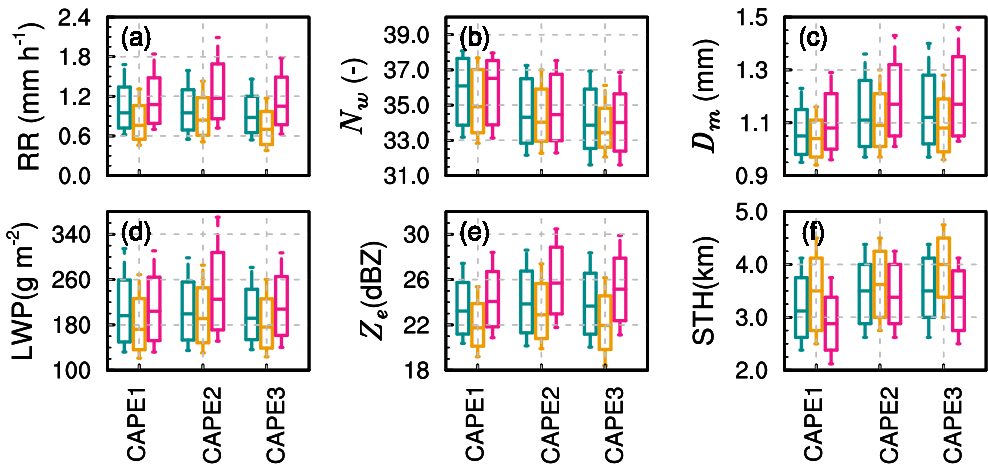 (a)
RR (mm h⁻¹)
2.4
1.8
1.2
0.6
0.0
(b)
N_w (-)
39.0
37.0
35.0
33.0
31.0
(c)
D_m (mm)
1.5
1.3
1.1
0.9
(d)
LWP(g m⁻²)
340
260
180
100
CAPE1
CAPE2
CAPE3
(e)
Z_e(dBZ)
30
26
22
18
CAPE1
CAPE2
CAPE3
(f)
STH(km)
5.0
4.0
3.0
2.0
CAPE1
CAPE2
CAPE3